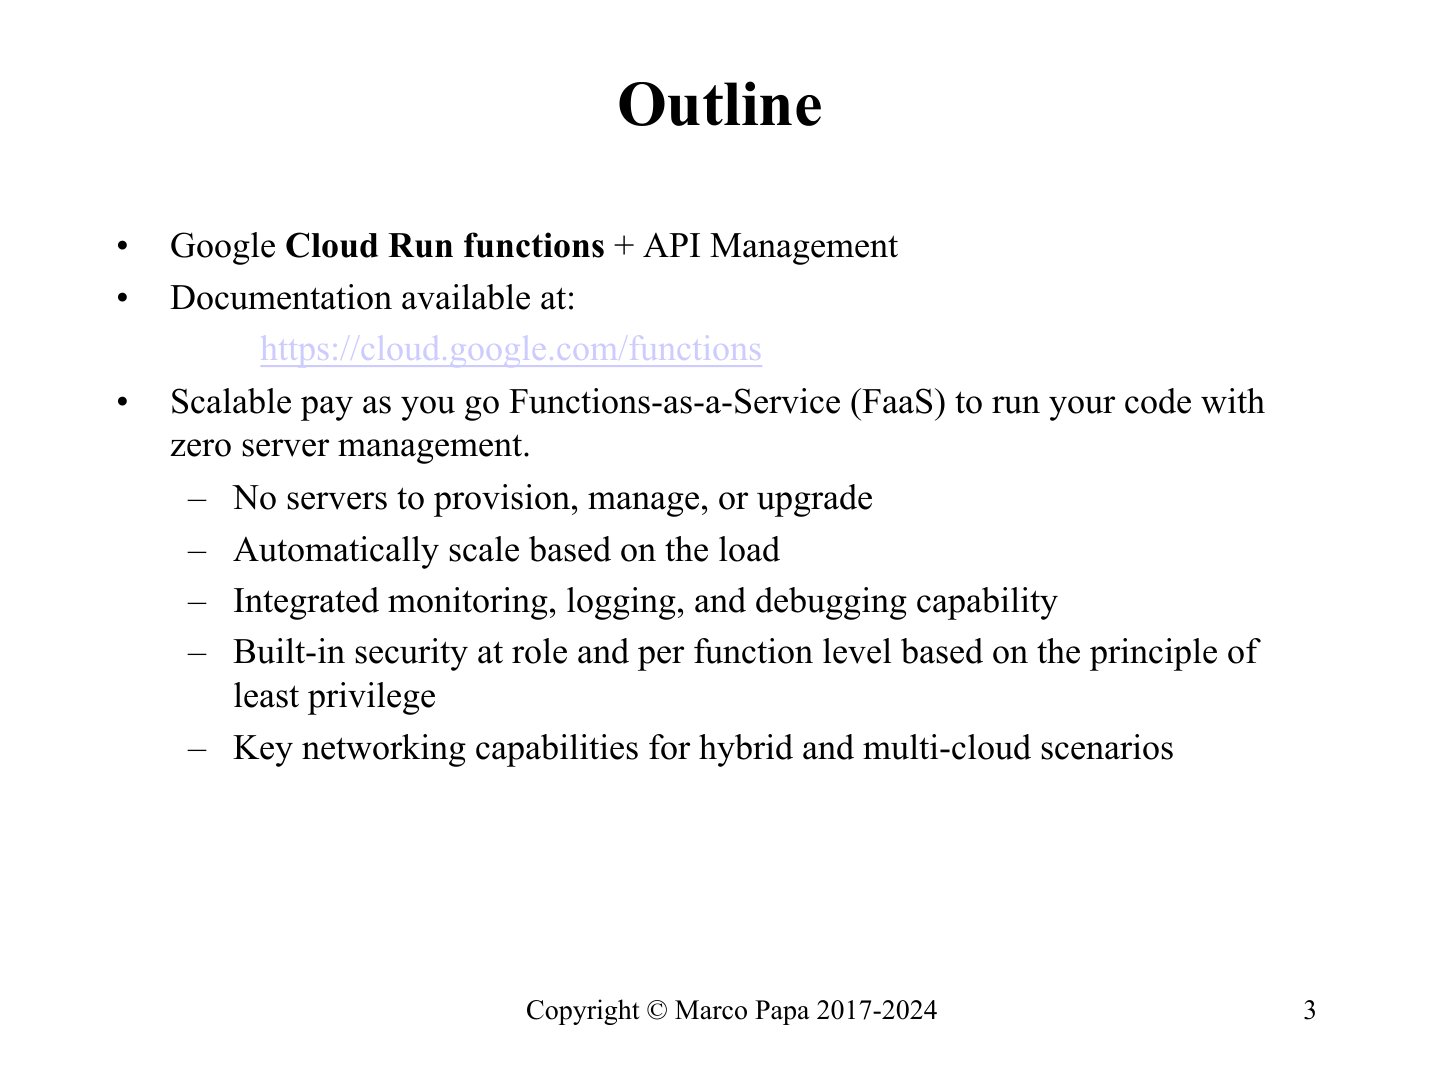 Outline
• Google Cloud Run functions + API Management
• Documentation available at:
https://cloud.google.com/functions
• Scalable pay as you go Functions-as-a-Service (FaaS) to run your code with
zero server management.
– No servers to provision, manage, or upgrade
– Automatically scale based on the load
– Integrated monitoring, logging, and debugging capability
– Built-in security at role and per function level based on the principle of
least privilege
– Key networking capabilities for hybrid and multi-cloud scenarios
Copyright © Marco Papa 2017-2024 3